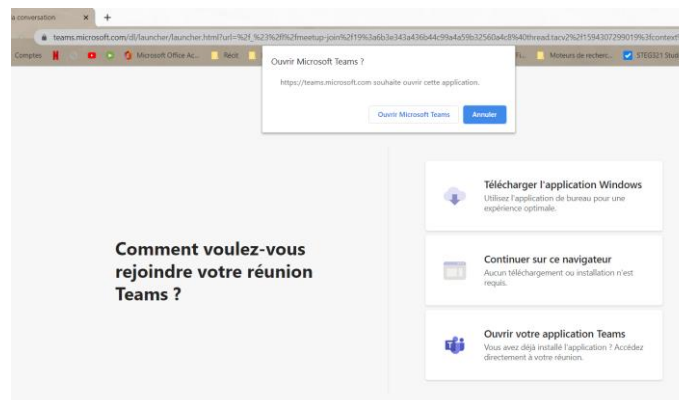 a conversation
teams.microsoft.com/dl/launcher/launcher.html?url=%2f_%23%2fl%2fmeetup-join%2f19%3a6b3e343a436b44c99a4a59b32560a4c8%40thread.tacv2%2f1594307299019%3fcontext
Comptes Microsoft Office Ac... Récit Moteurs de recherc... STEG321 Stud
Ouvrir Microsoft Teams ?
https://teams.microsoft.com souhaite ouvrir cette application.
Ouvrir Microsoft Teams Annuler
Comment voulez-vous
rejoindre votre réunion
Teams ?
Télécharger l'application Windows
Utilisez l'application de bureau pour une
expérience optimale.
Continuer sur ce navigateur
Aucun téléchargement ou installation n'est
requis.
Ouvrir votre application Teams
Vous avez déjà installé l'application ? Accédez
directement à votre réunion.